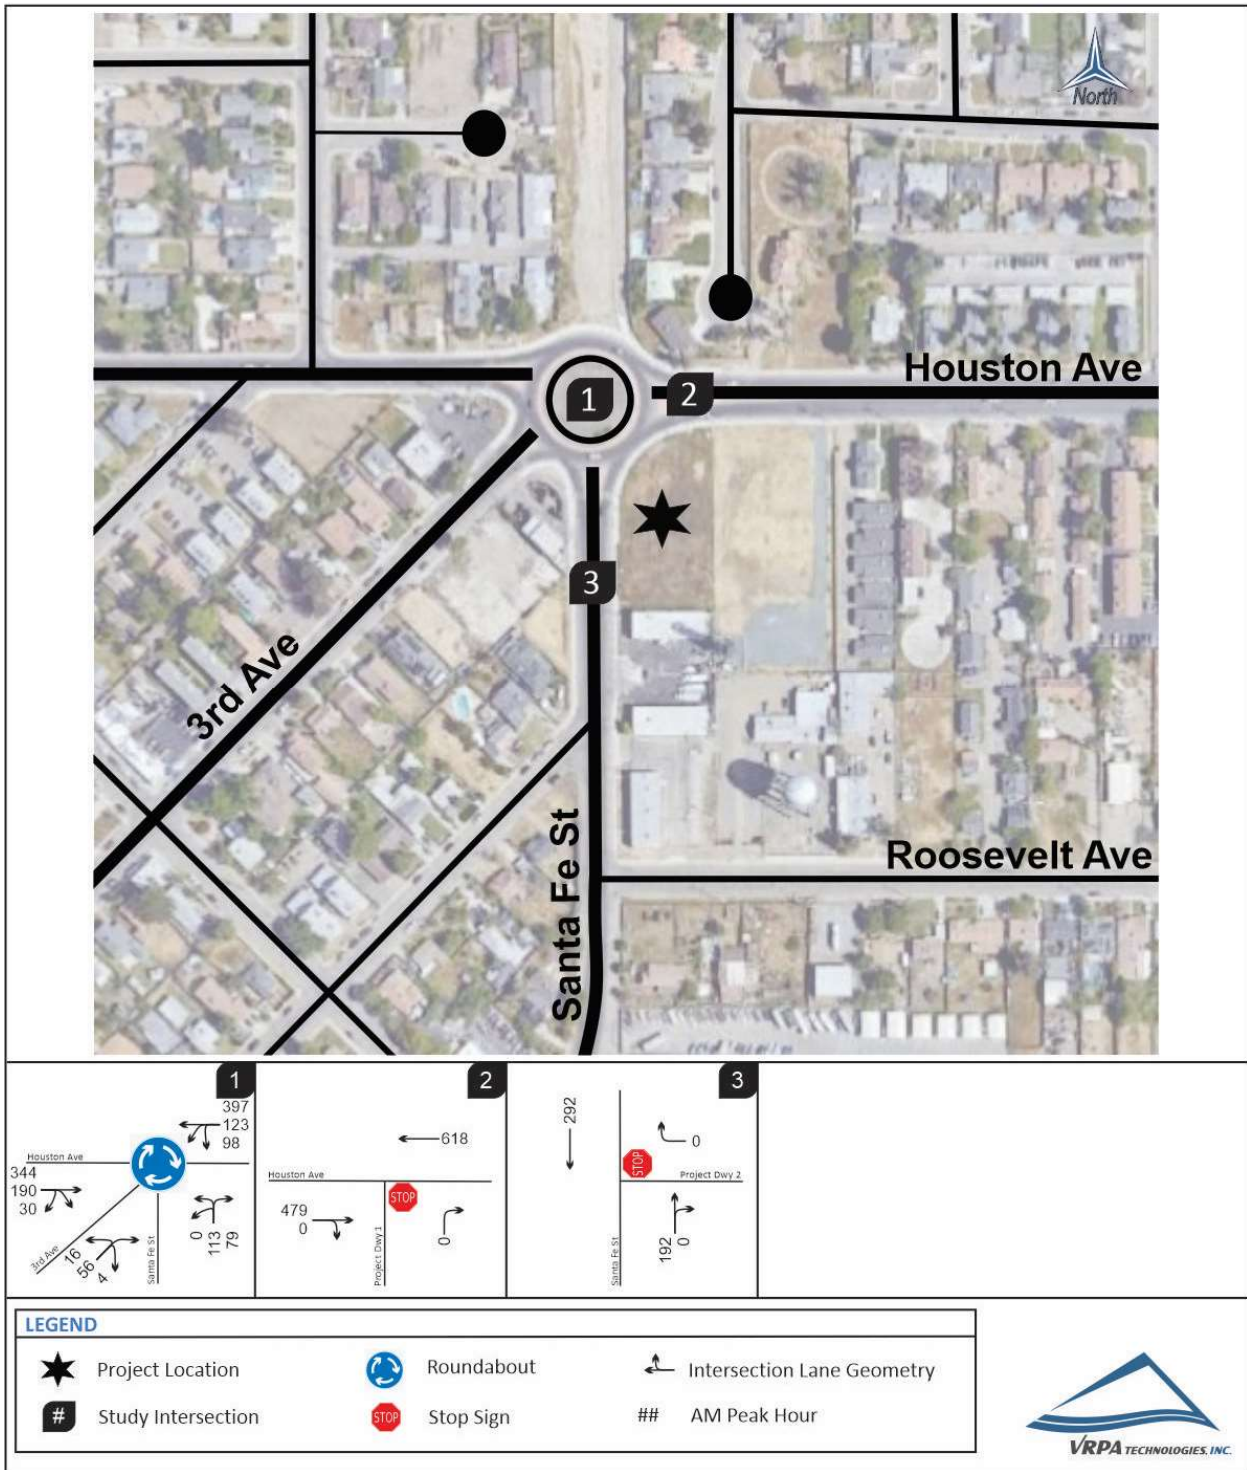 North
Houston Ave
1
2
3
3rd Ave
Santa Fe St
Roosevelt Ave
1
397
123
98
Houston Ave
344
190
30
3rd Ave
16
56
4
Santa Fe St
0
113
79
2
618
Houston Ave
479
0
STOP
Project Dwy 1
0
3
292
0
STOP
Project Dwy 2
192
0
Santa Fe St
LEGEND
Project Location
Roundabout
Intersection Lane Geometry
# Study Intersection
STOP Stop Sign
## AM Peak Hour
VRPA TECHNOLOGIES, INC.